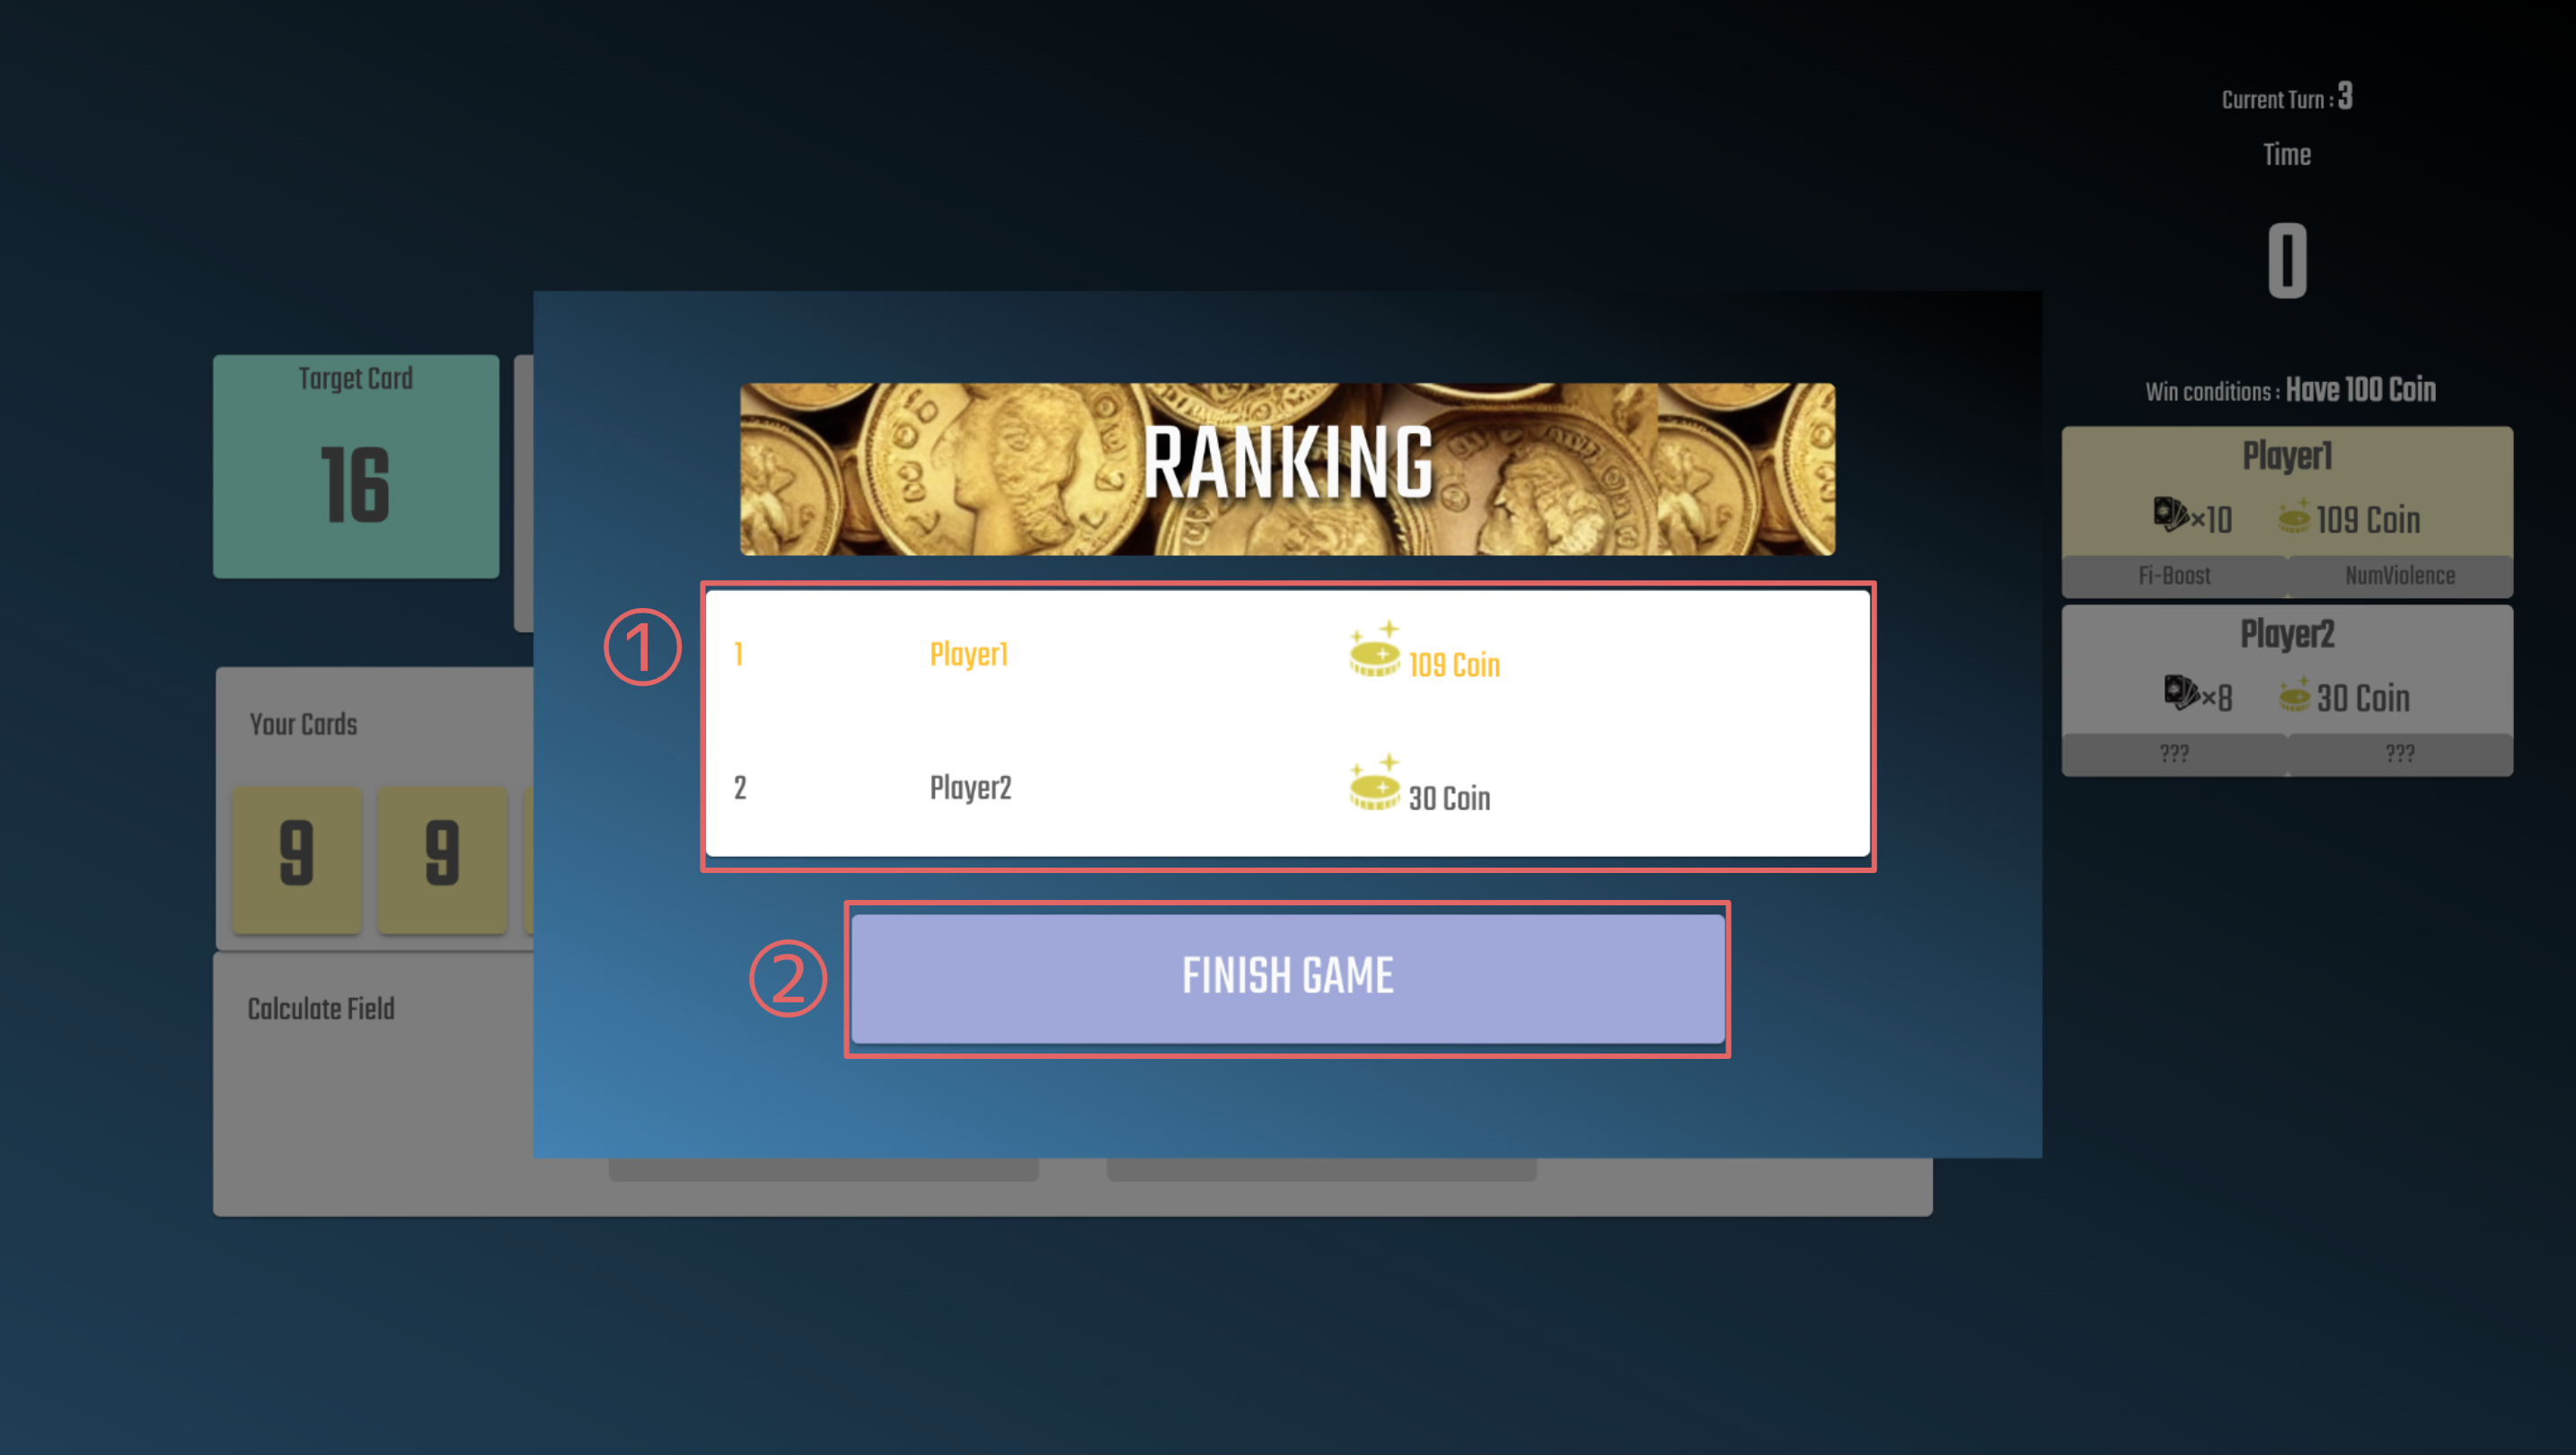 Current Turn : 3
Time
0
Target Card
16
RANKING
Win conditions : Have 100 Coin
Player1
×10 109 Coin
Fi-Boost NumViolence
Player2
×8 30 Coin
??? ???
①
1 Player1 109 Coin
2 Player2 30 Coin
Your Cards
9 9
②
FINISH GAME
Calculate Field